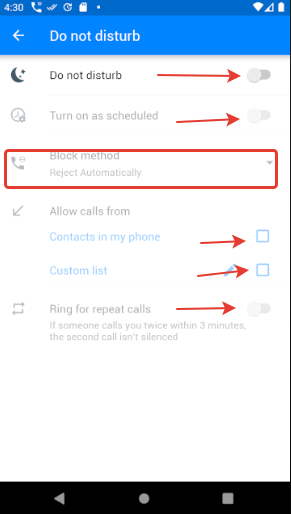 4:30
Do not disturb
Do not disturb
Turn on as scheduled
Block method
Reject Automatically
Allow calls from
Contacts in my phone
Custom list
Ring for repeat calls
If someone calls you twice within 3 minutes,
the second call isn't silenced